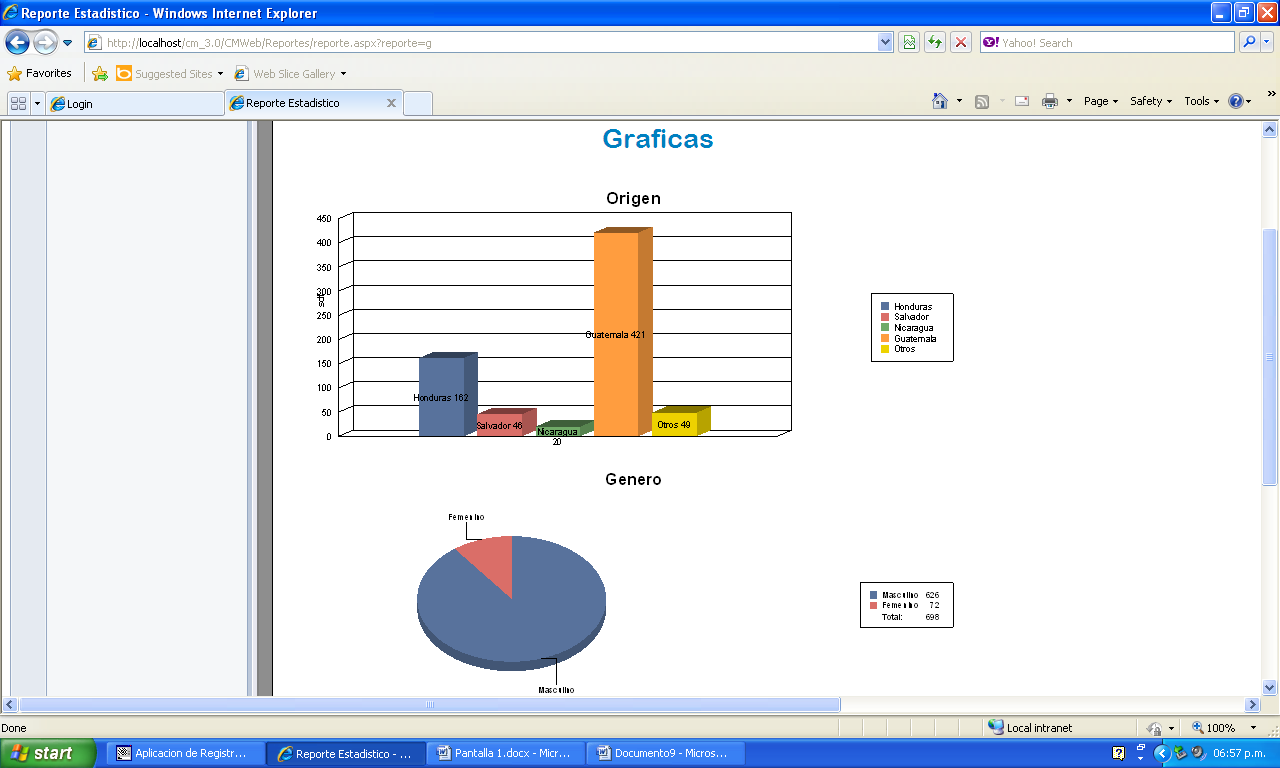 Reporte Estadistico - Windows Internet Explorer
http://localhost/cm_3.0/CMWeb/Reportes/reporte.aspx?reporte=g
Yahoo! Search
Favorites
Suggested Sites
Web Slice Gallery
Login
Reporte Estadistico
Page
Safety
Tools
Graficas
Origen
450
400
350
300
250
200
150
100
50
0
Guatemala 421
Honduras 162
Salvador 46
Nicaragua
20
Otros 49
Honduras
Salvador
Nicaragua
Guatemala
Otros
Genero
Femenino
Masculino
Masculino 626
Femenino 72
Total: 698
Done
Local intranet
100%
start
Aplicacion de Registr...
Reporte Estadistico - ...
Pantalla 1.docx - Micr...
Documento9 - Micros...
06:57 p.m.